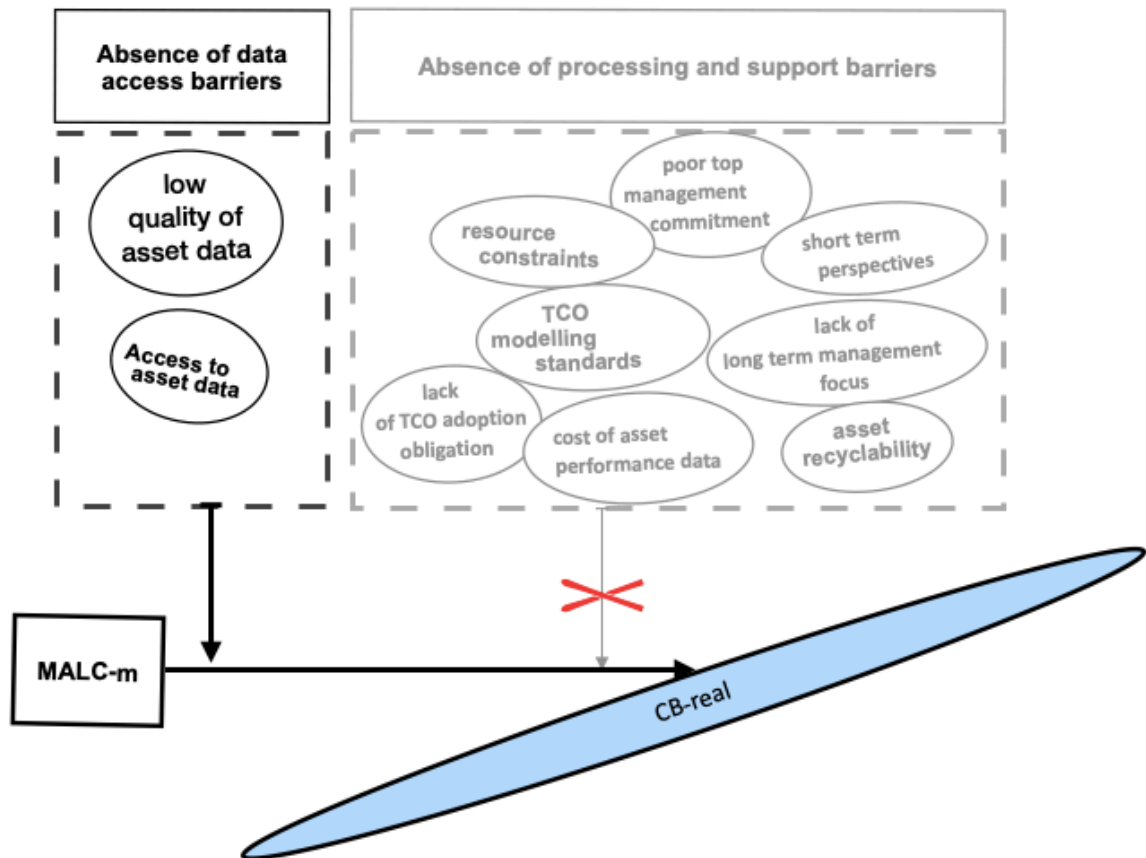 Absence of data
access barriers
Absence of processing and support barriers
low
quality of
asset data
Access to
asset data
poor top
management
commitment
resource
constraints
short term
perspectives
TCO
modelling
standards
lack of
long term management
focus
lack
of TCO adoption
obligation
cost of asset
performance data
asset
recyclability
MALC-m
CB-real